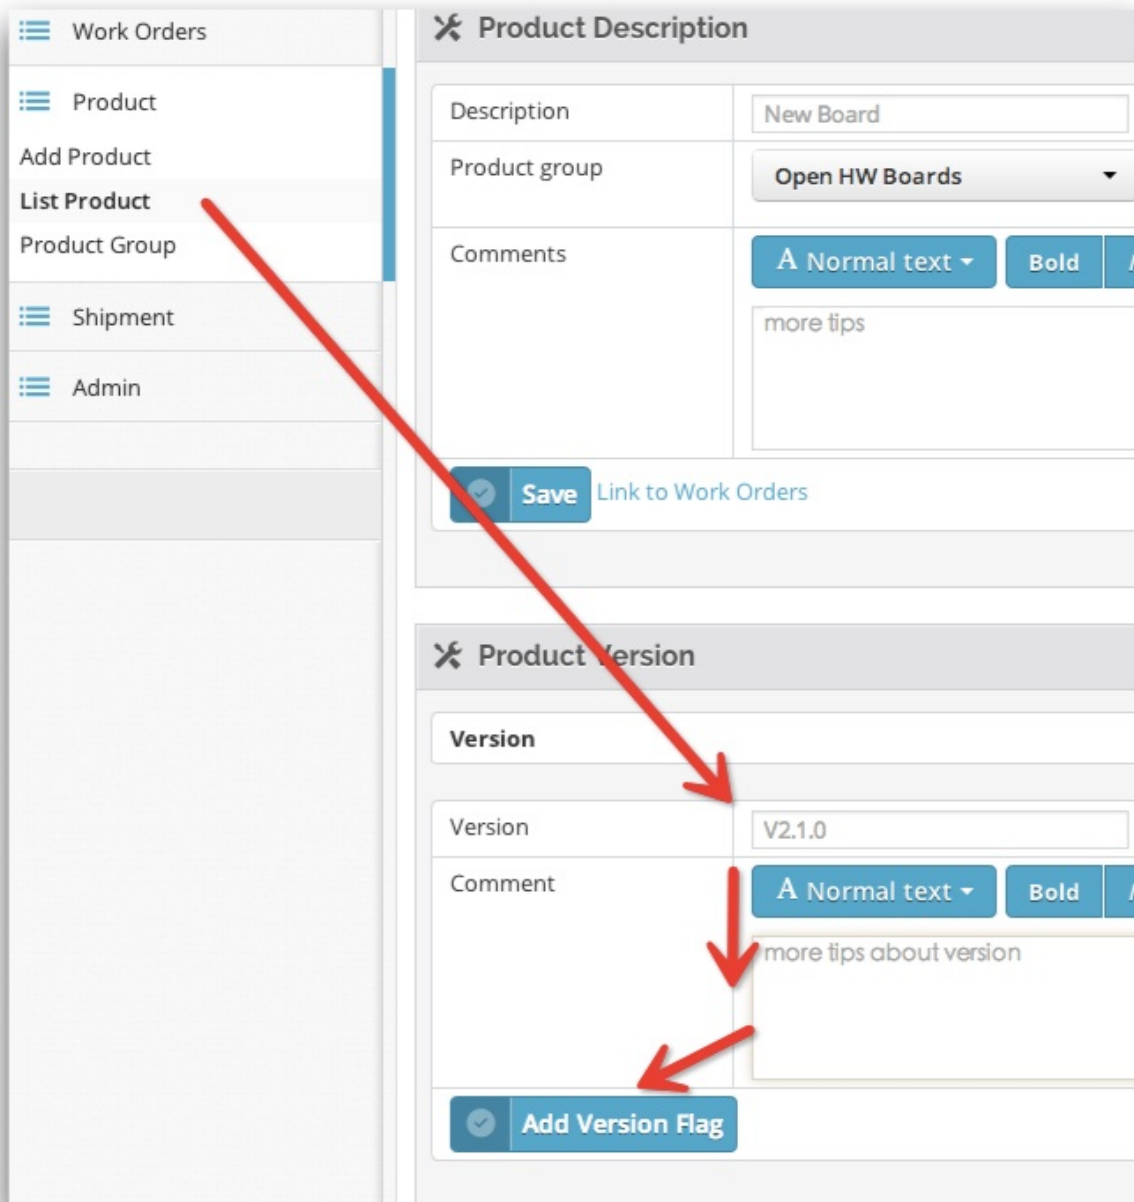 Work Orders
Product
Add Product
List Product
Product Group
Shipment
Admin
Product Description
Description
New Board
Product group
Open HW Boards
Comments
A Normal text
Bold
more tips
Save
Link to Work Orders
Product Version
Version
Version
V2.1.0
Comment
A Normal text
Bold
more tips about version
Add Version Flag